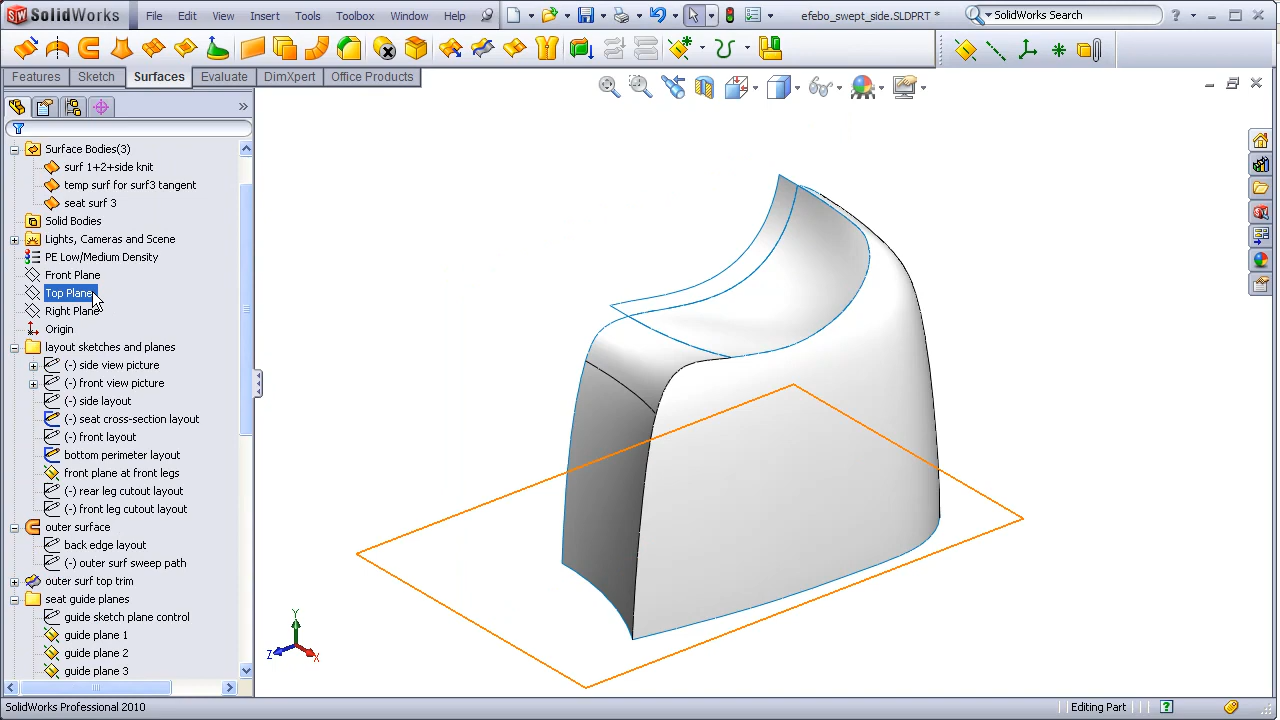 SolidWorks File Edit View Insert Tools Toolbox Window Help efebo_swept_side.SLDPRT * SolidWorks Search
Features Sketch Surfaces Evaluate DimXpert Office Products
Surface Bodies(3)
surf 1+2+side knit
temp surf for surf3 tangent
seat surf 3
Solid Bodies
Lights, Cameras and Scene
PE Low/Medium Density
Front Plane
Top Plane
Right Plane
Origin
layout sketches and planes
(-) side view picture
(-) front view picture
(-) side layout
(-) seat cross-section layout
(-) front layout
bottom perimeter layout
front plane at front legs
(-) rear leg cutout layout
(-) front leg cutout layout
outer surface
back edge layout
(-) outer surf sweep path
outer surf top trim
seat guide planes
gide sketch plane control
guide plane 1
guide plane 2
guide plane 3
Y
Z X
SolidWorks Professional 2010 Editing Part